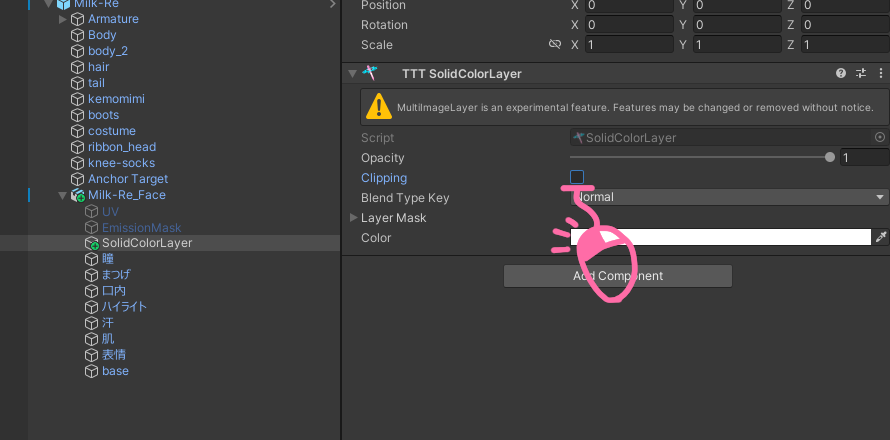 Milk-Re
Armature
Body
body_2
hair
tail
kemomimi
boots
costume
ribbon_head
knee-socks
Anchor Target
Milk-Re_Face
UV
EmissionMask
SolidColorLayer
瞳
まつげ
口内
ハイライト
汗
肌
表情
base
Position X 0 Y 0 Z 0
Rotation X 0 Y 0 Z 0
Scale X 1 Y 1 Z 1
TTT SolidColorLayer
MultiImageLayer is an experimental feature. Features may be changed or removed without notice.
Script SolidColorLayer
Opacity 1
Clipping
Blend Type Key Normal
Layer Mask
Color
Add Component